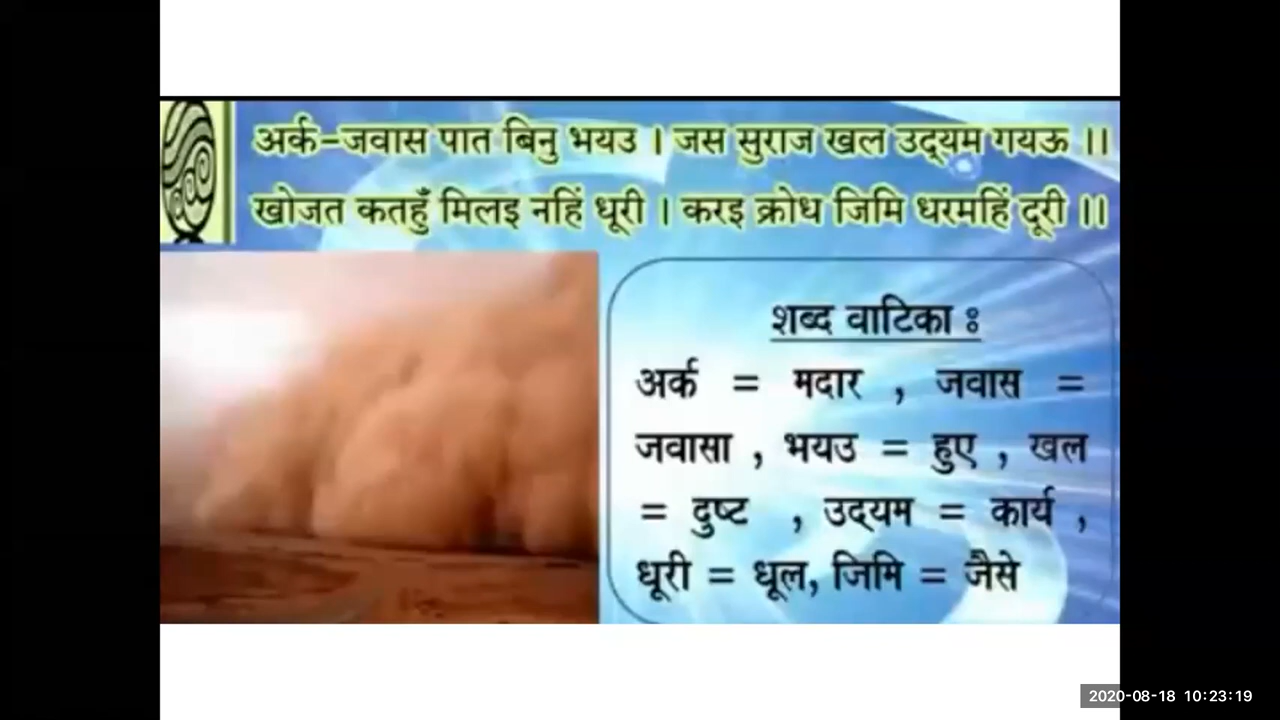 अर्क-जवास पात बिनु भयउ । जस सुराज खल उद्‌यम गयऊ ।।
खोजत कतहुँ मिलइ नहिं धूरी । करइ क्रोध जिमि धरमहिं दूरी ।।
शब्द वाटिका ः
अर्क = मदार , जवास =
जवासा , भयउ = हुए , खल
= दुष्ट , उद्‌यम = कार्य ,
धूरी = धूल, जिमि = जैसे
2020-08-18 10:23:19